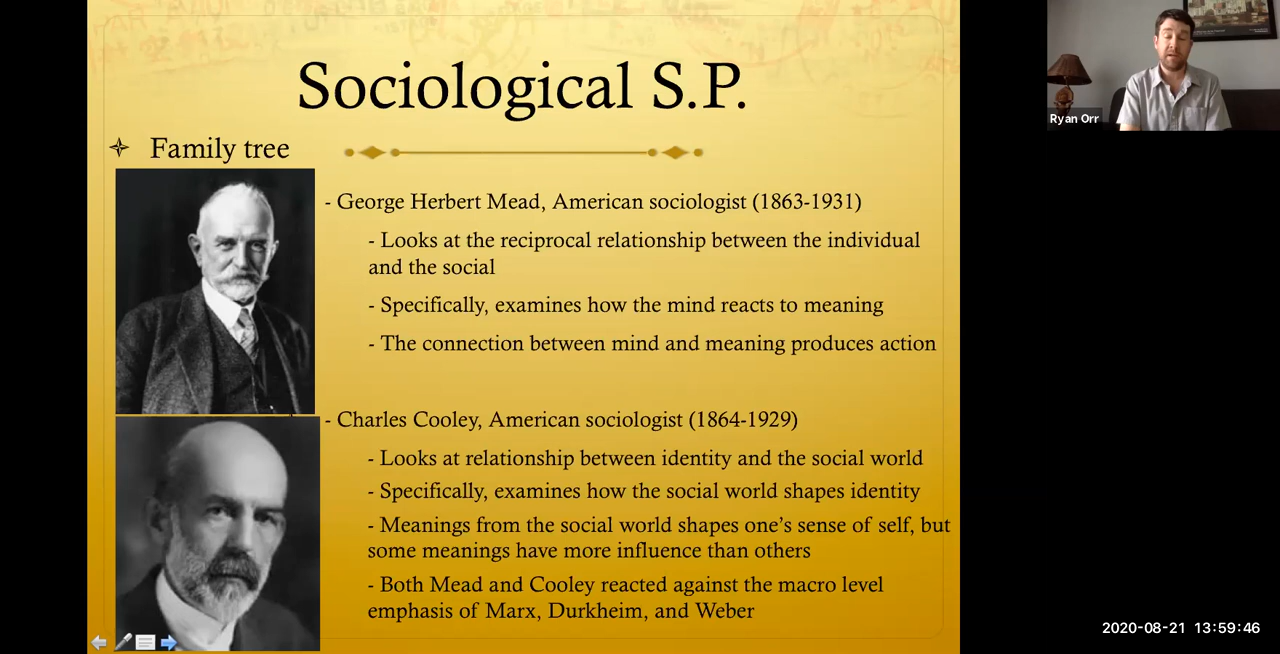 Sociological S.P.
Family tree
- George Herbert Mead, American sociologist (1863-1931)
- Looks at the reciprocal relationship between the individual
and the social
- Specifically, examines how the mind reacts to meaning
- The connection between mind and meaning produces action
- Charles Cooley, American sociologist (1864-1929)
- Looks at relationship between identity and the social world
- Specifically, examines how the social world shapes identity
- Meanings from the social world shapes one’s sense of self, but
some meanings have more influence than others
- Both Mead and Cooley reacted against the macro level
emphasis of Marx, Durkheim, and Weber
Ryan Orr
2020-08-21 13:59:46